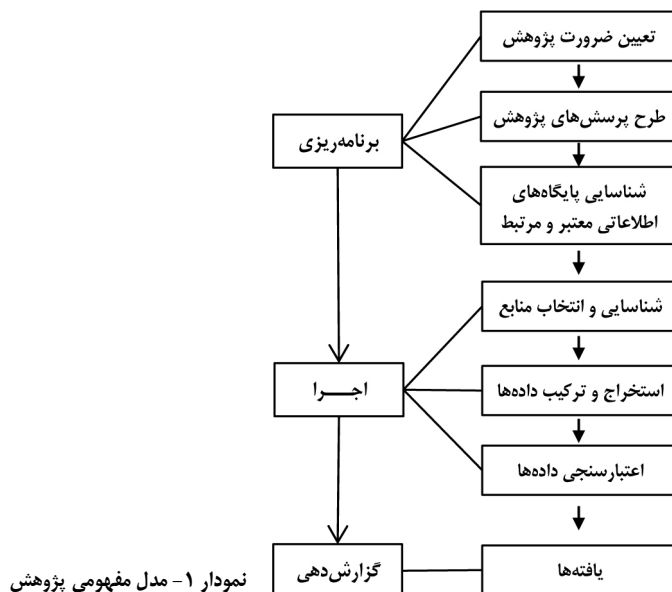 تعیین ضرورت پژوهش
طرح پرسش‌های پژوهش
برنامه‌ریزی
شناسایی پایگاه‌های
اطلاعاتی معتبر و مرتبط
شناسایی و انتخاب منابع
اجـــرا
استخراج و ترکیب داده‌ها
اعتبارسنجی داده‌ها
یافته‌ها
گزارش‌دهی
نمودار ۱- مدل مفهومی پژوهش